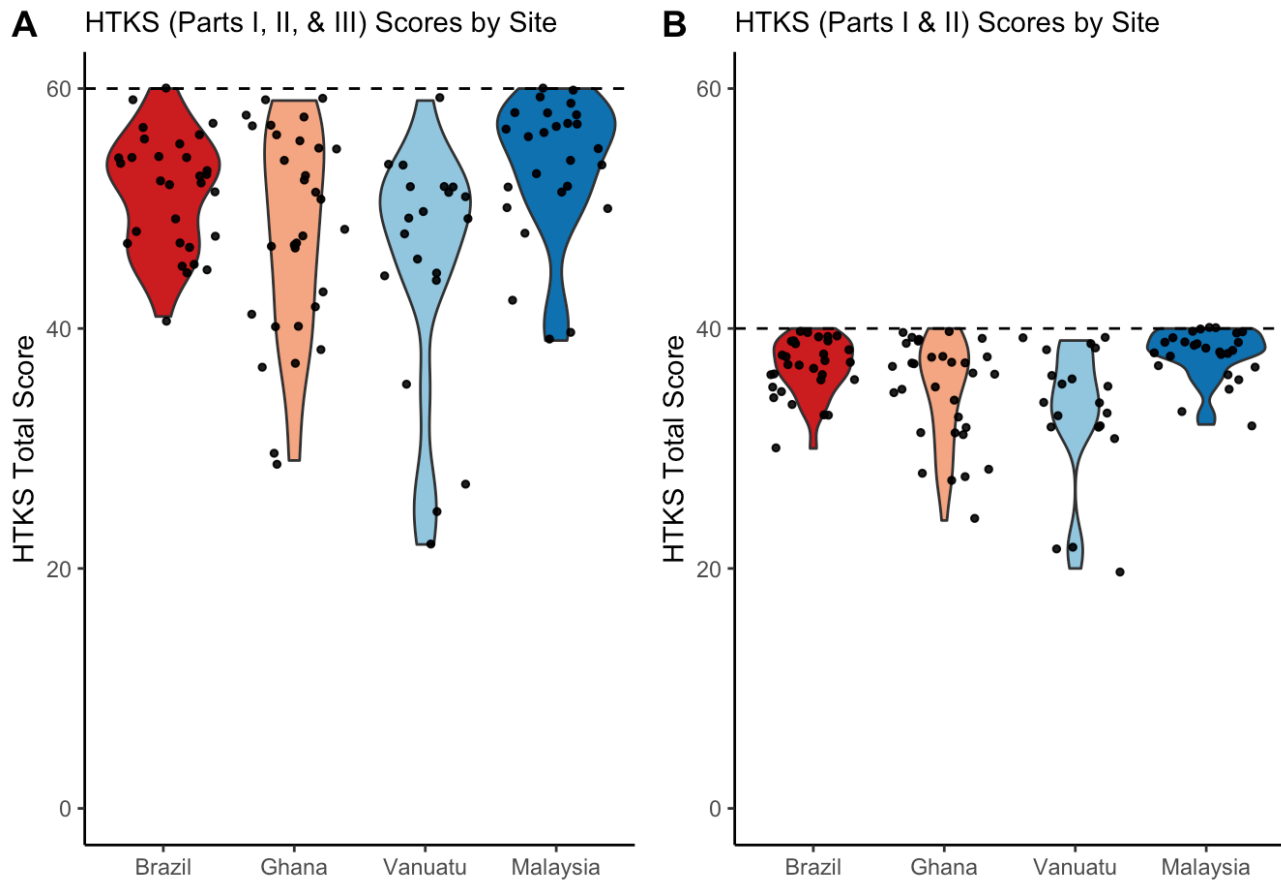 A
HTKS (Parts I, II, & III) Scores by Site
HTKS Total Score
60
40
20
0
Brazil
Ghana
Vanuatu
Malaysia
B
HTKS (Parts I & II) Scores by Site
HTKS Total Score
60
40
20
0
Brazil
Ghana
Vanuatu
Malaysia